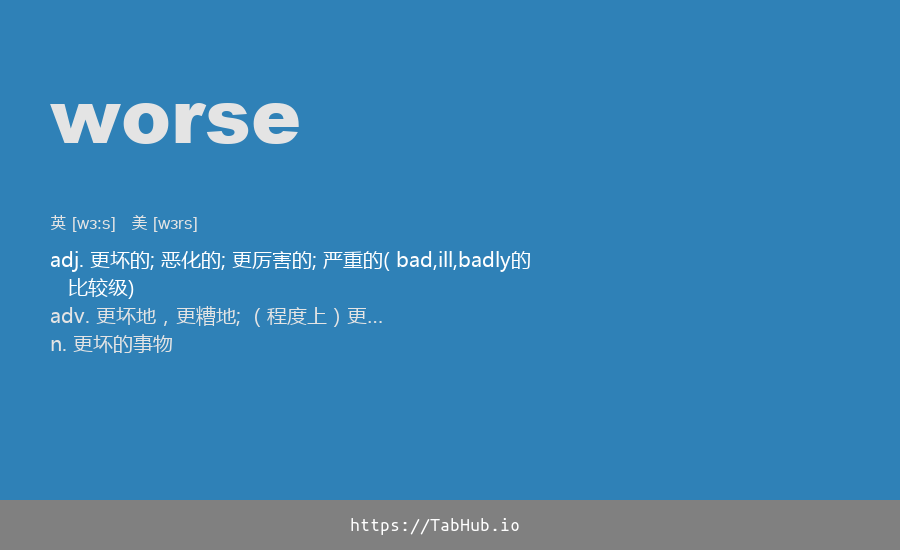 worse
英 [wɜːs] 美 [wɜrs]
adj. 更坏的; 恶化的; 更厉害的; 严重的( bad,ill,badly的
比较级)
adv. 更坏地，更糟地; （程度上）更...
n. 更坏的事物
https://TabHub.io